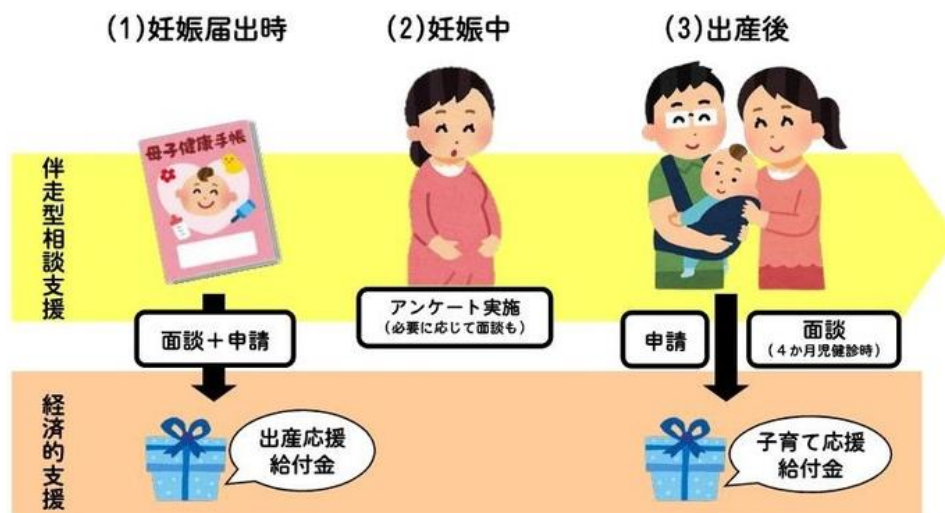 (1)妊娠届出時
(2)妊娠中
(3)出産後
伴走型相談支援
母子健康手帳
面談+申請
アンケート実施
(必要に応じて面談も)
申請
面談
(4か月児健診時)
経済的支援
出産応援
給付金
子育て応援
給付金